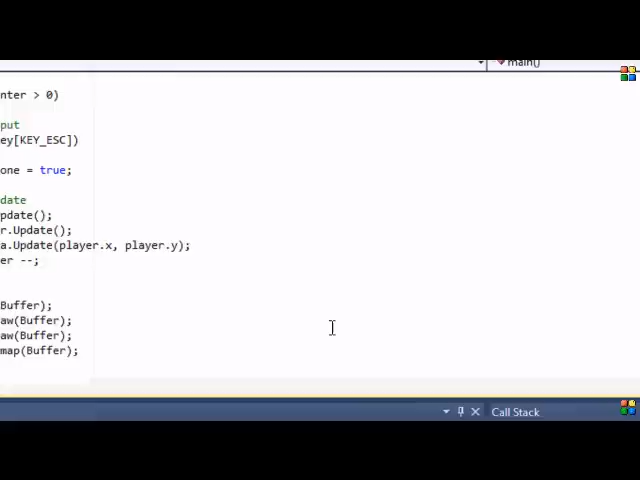 main()
nter > 0)
put
ey[KEY_ESC])
one = true;
date
pdate();
r.Update();
a.Update(player.x, player.y);
er --;
Buffer);
aw(Buffer);
aw(Buffer);
map(Buffer);
Call Stack